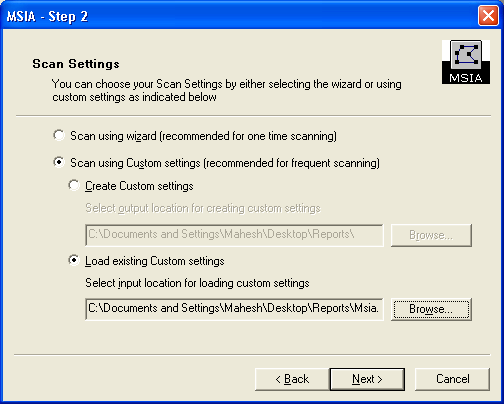 MSIA - Step 2
Scan Settings
You can choose your Scan Settings by either selecting the wizard or using
custom settings as indicated below
MSIA
Scan using wizard (recommended for one time scanning)
Scan using Custom settings (recommended for frequent scanning)
Create Custom settings
Select output location for creating custom settings
C:\Documents and Settings\Mahesh\Desktop\Reports\
Browse...
Load existing Custom settings
Select input location for loading custom settings
C:\Documents and Settings\Mahesh\Desktop\Reports\Msia.
Browse...
< Back
Next >
Cancel